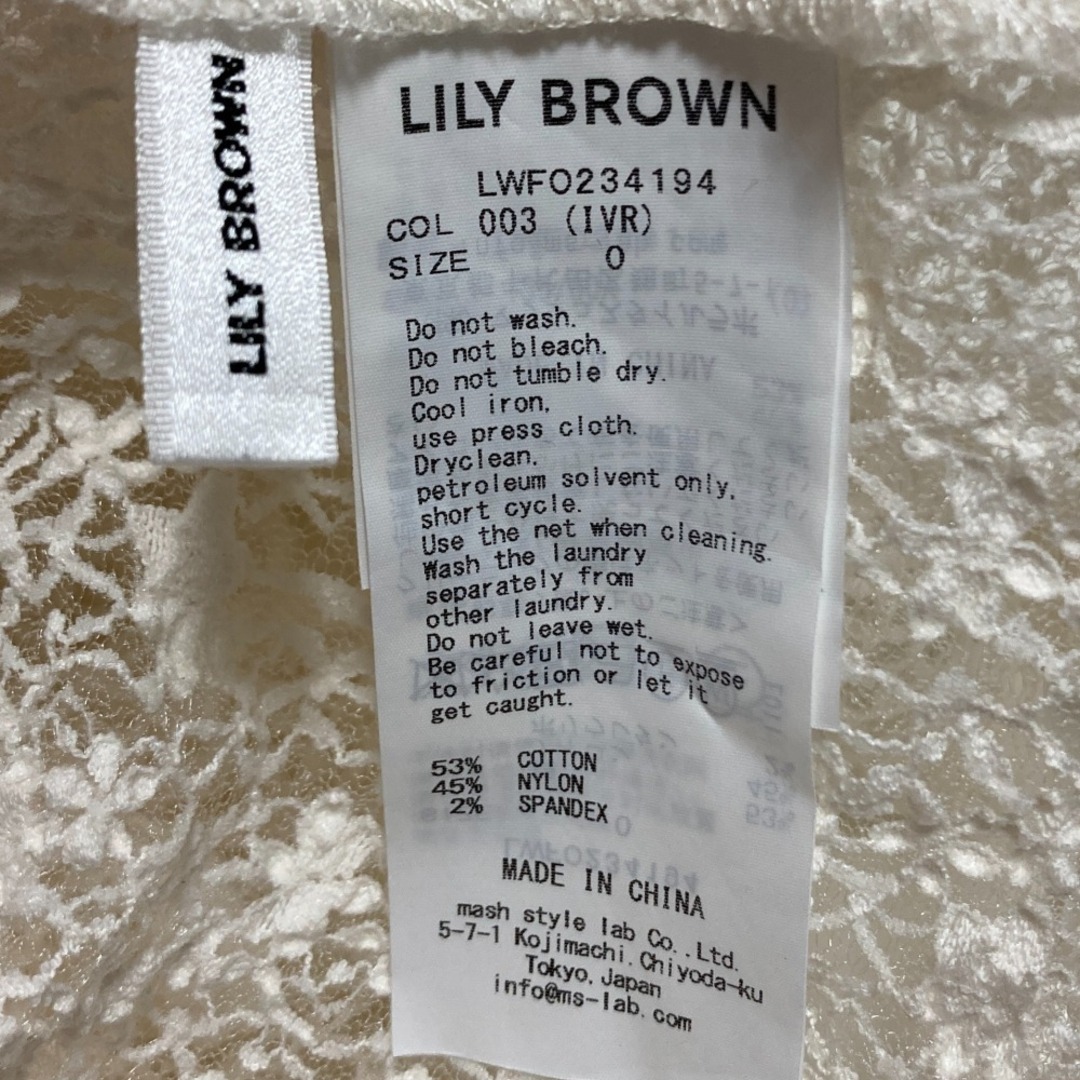 LILY BROWN
LILY BROWN
LWFO234194
COL 003 (IVR)
SIZE 0
Do not wash.
Do not bleach.
Do not tumble dry.
Cool iron,
use press cloth.
Dryclean.
petroleum solvent only,
short cycle.
Use the net when cleaning.
Wash the laundry
separately from
other laundry.
Do not leave wet.
Be careful not to expose
to friction or let it
get caught.
53% COTTON
45% NYLON
2% SPANDEX
MADE IN CHINA
mash style lab Co.,Ltd.
5-7-1 Kojimachi, Chiyoda-ku
Tokyo, Japan
info@ms-lab.com